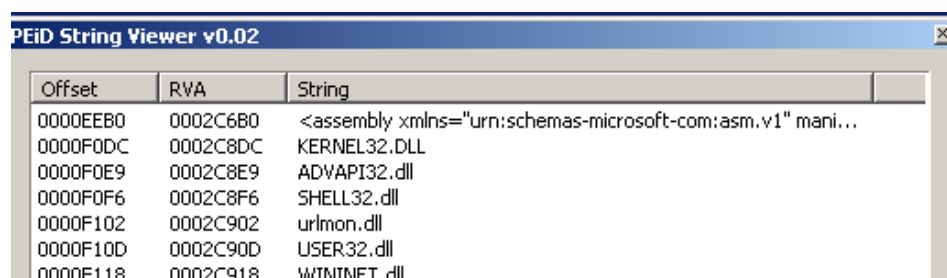 PEiD String Viewer v0.02
Offset RVA String
0000EEB0 0002C6B0 <assembly xmlns="urn:schemas-microsoft-com:asm.v1" mani...
0000F0DC 0002C8DC KERNEL32.DLL
0000F0E9 0002C8E9 ADVAPI32.dll
0000F0F6 0002C8F6 SHELL32.dll
0000F102 0002C902 urlmon.dll
0000F10D 0002C90D USER32.dll
0000F118 0002C918 WININET.dll